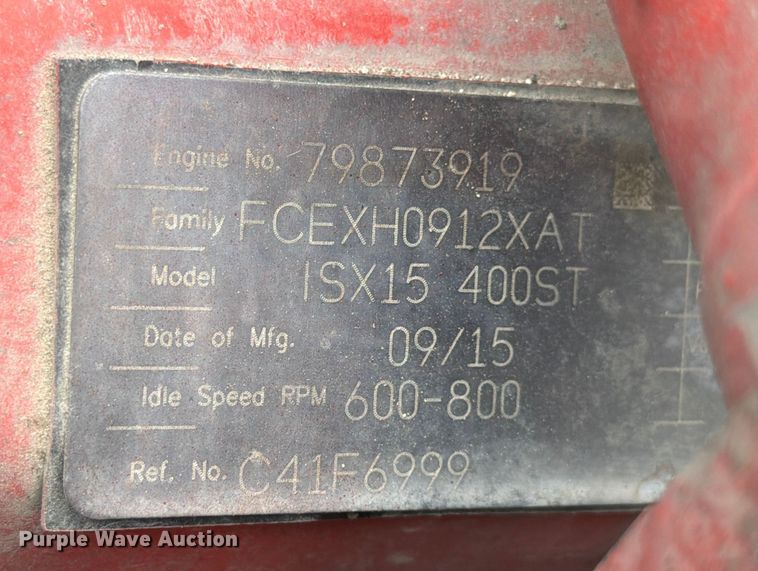 Engine No. 79873919
Family FCEXH0912XAT
Model ISX15 400ST
Date of Mfg. 09/15
Idle Speed RPM 600-800
Ref. No. C41F6999
Purple Wave Auction